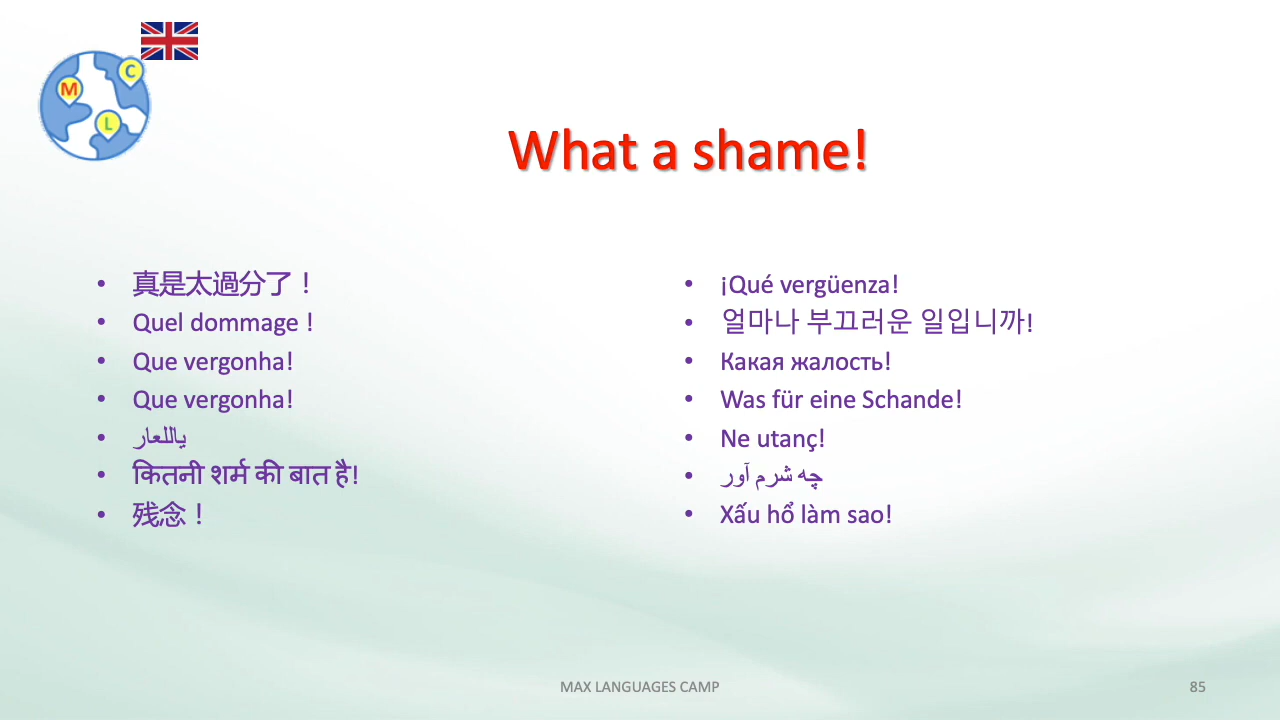 C
M
L
What a shame!
• 真是太過分了！
• Quel dommage !
• Que vergonha!
• Que vergonha!
• ياللعار
• कितनी शर्म की बात है!
• 残念！
• ¡Qué vergüenza!
• 얼마나 부끄러운 일입니까!
• Какая жалость!
• Was für eine Schande!
• Ne utanç!
• چه شرم آور
• Xấu hổ làm sao!
MAX LANGUAGES CAMP
85